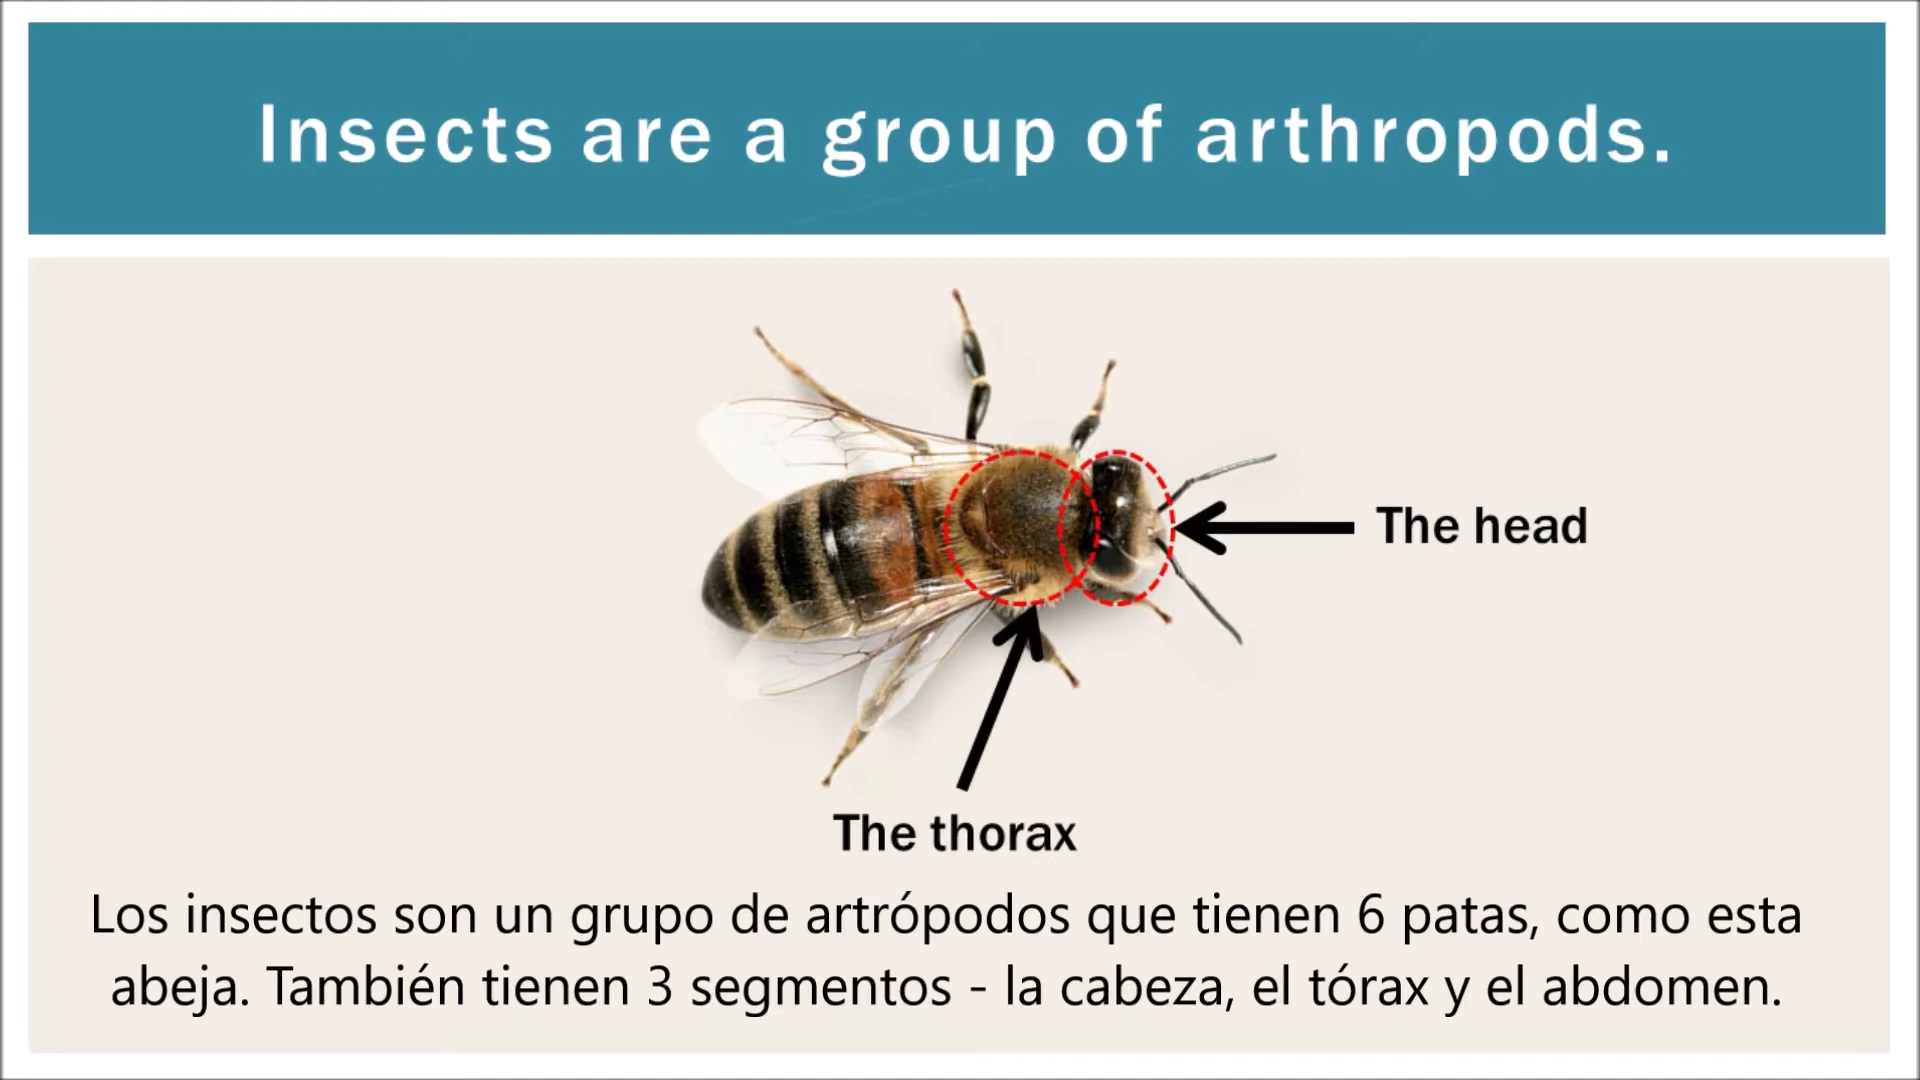 Insects are a group of arthropods.
The head
The thorax
Los insectos son un grupo de artrópodos que tienen 6 patas, como esta
abeja. También tienen 3 segmentos - la cabeza, el tórax y el abdomen.